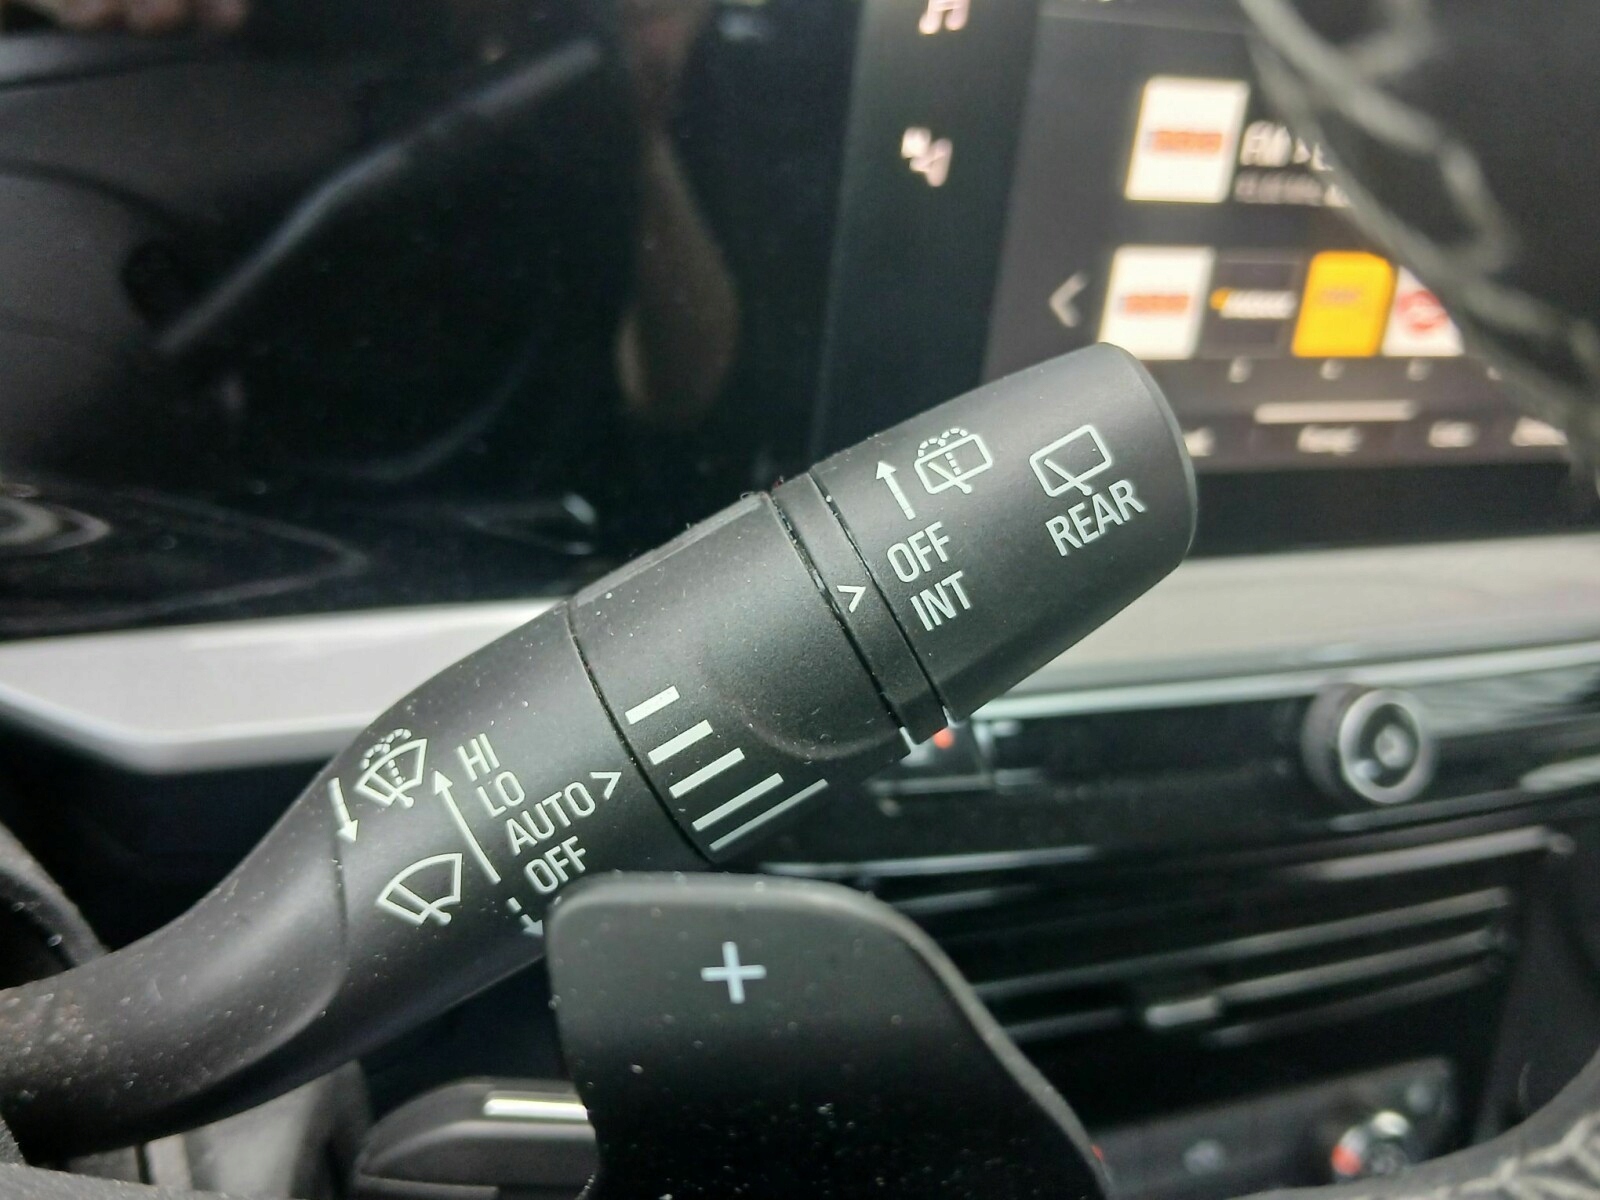 OFF
INT
REAR
HI
LO
AUTO >
OFF
+